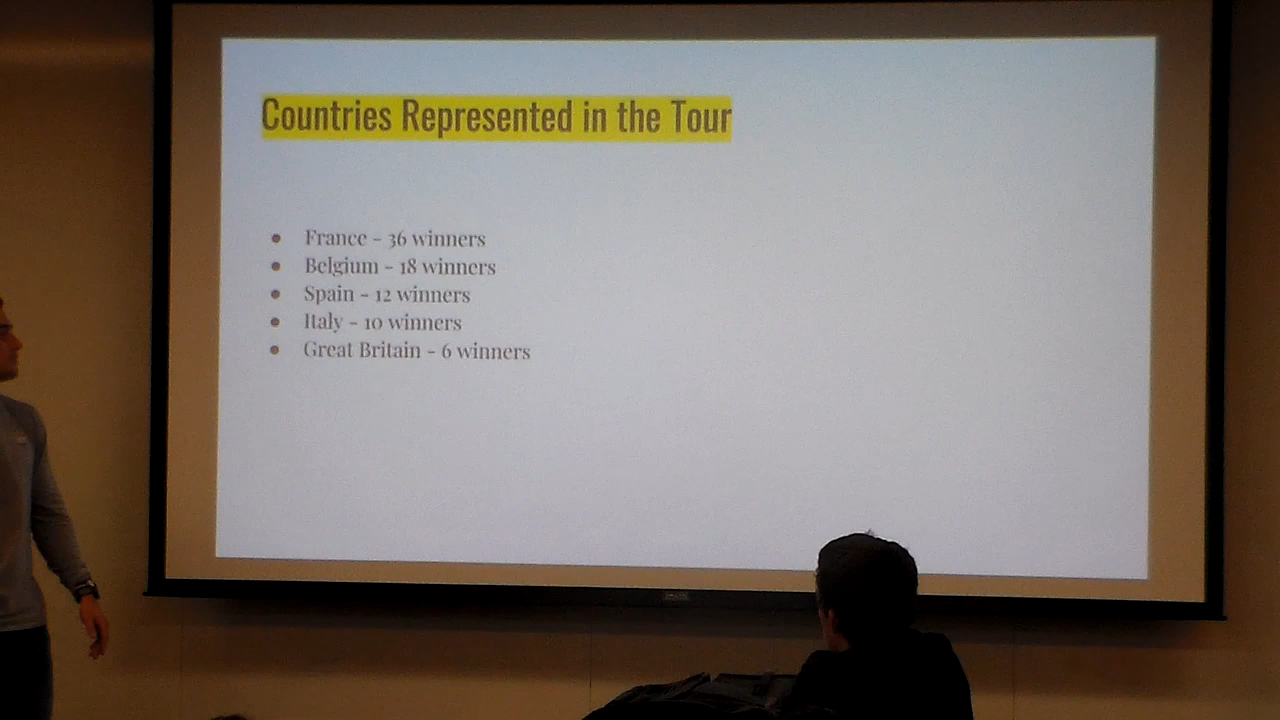 Countries Represented in the Tour
● France - 36 winners
● Belgium - 18 winners
● Spain - 12 winners
● Italy - 10 winners
● Great Britain - 6 winners